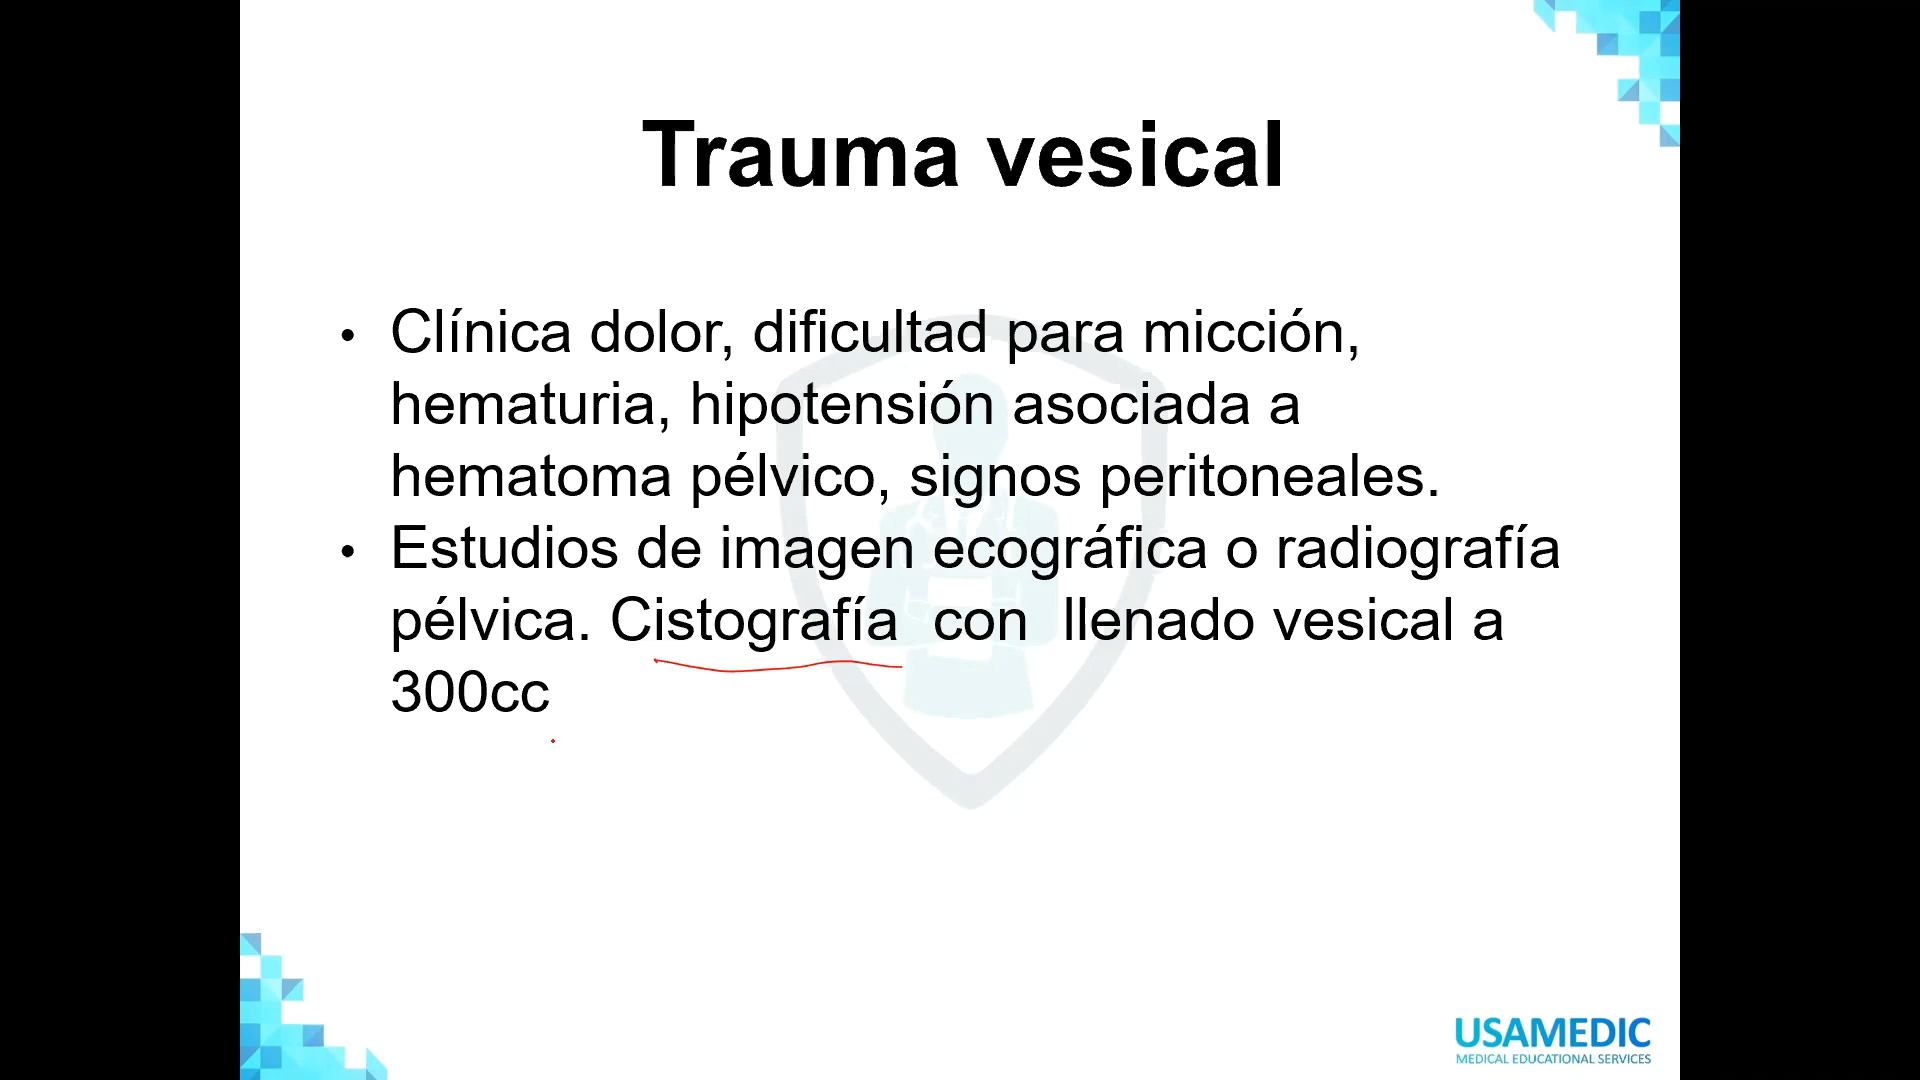 Trauma vesical
• Clínica dolor, dificultad para micción,
hematuria, hipotensión asociada a
hematoma pélvico, signos peritoneales.
• Estudios de imagen ecográfica o radiografía
pélvica. Cistografía con llenado vesical a
300cc
USAMEDIC
MEDICAL EDUCATIONAL SERVICES